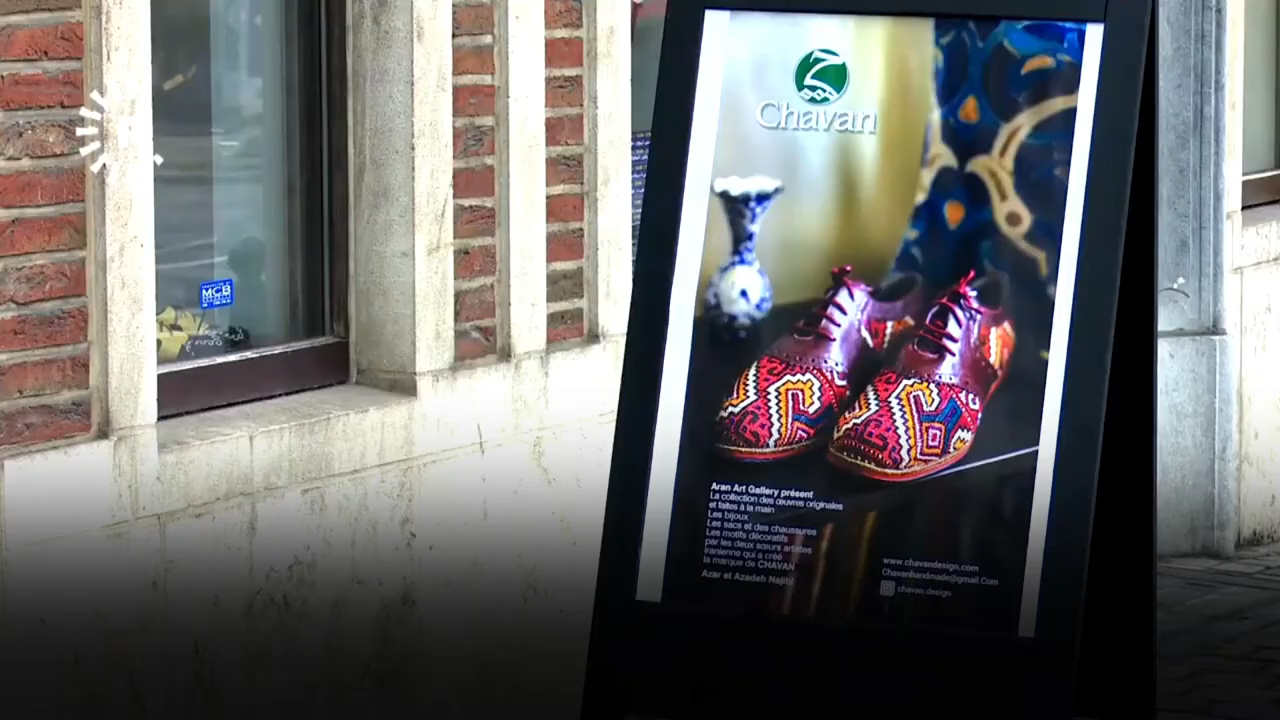 MCB
Chavan
Aran Art Gallery présent
La collection des œuvres originales
et faites à la main
Les bijoux
Les sacs et des chaussures
Les motifs décoratifs
par les deux sœurs artistes
iranienne qui a créé
la marque de CHAVAN
Azar et Azadeh Najibi
www.chavandesign.com
Chavanhandmade@gmail.Com
chavan.design